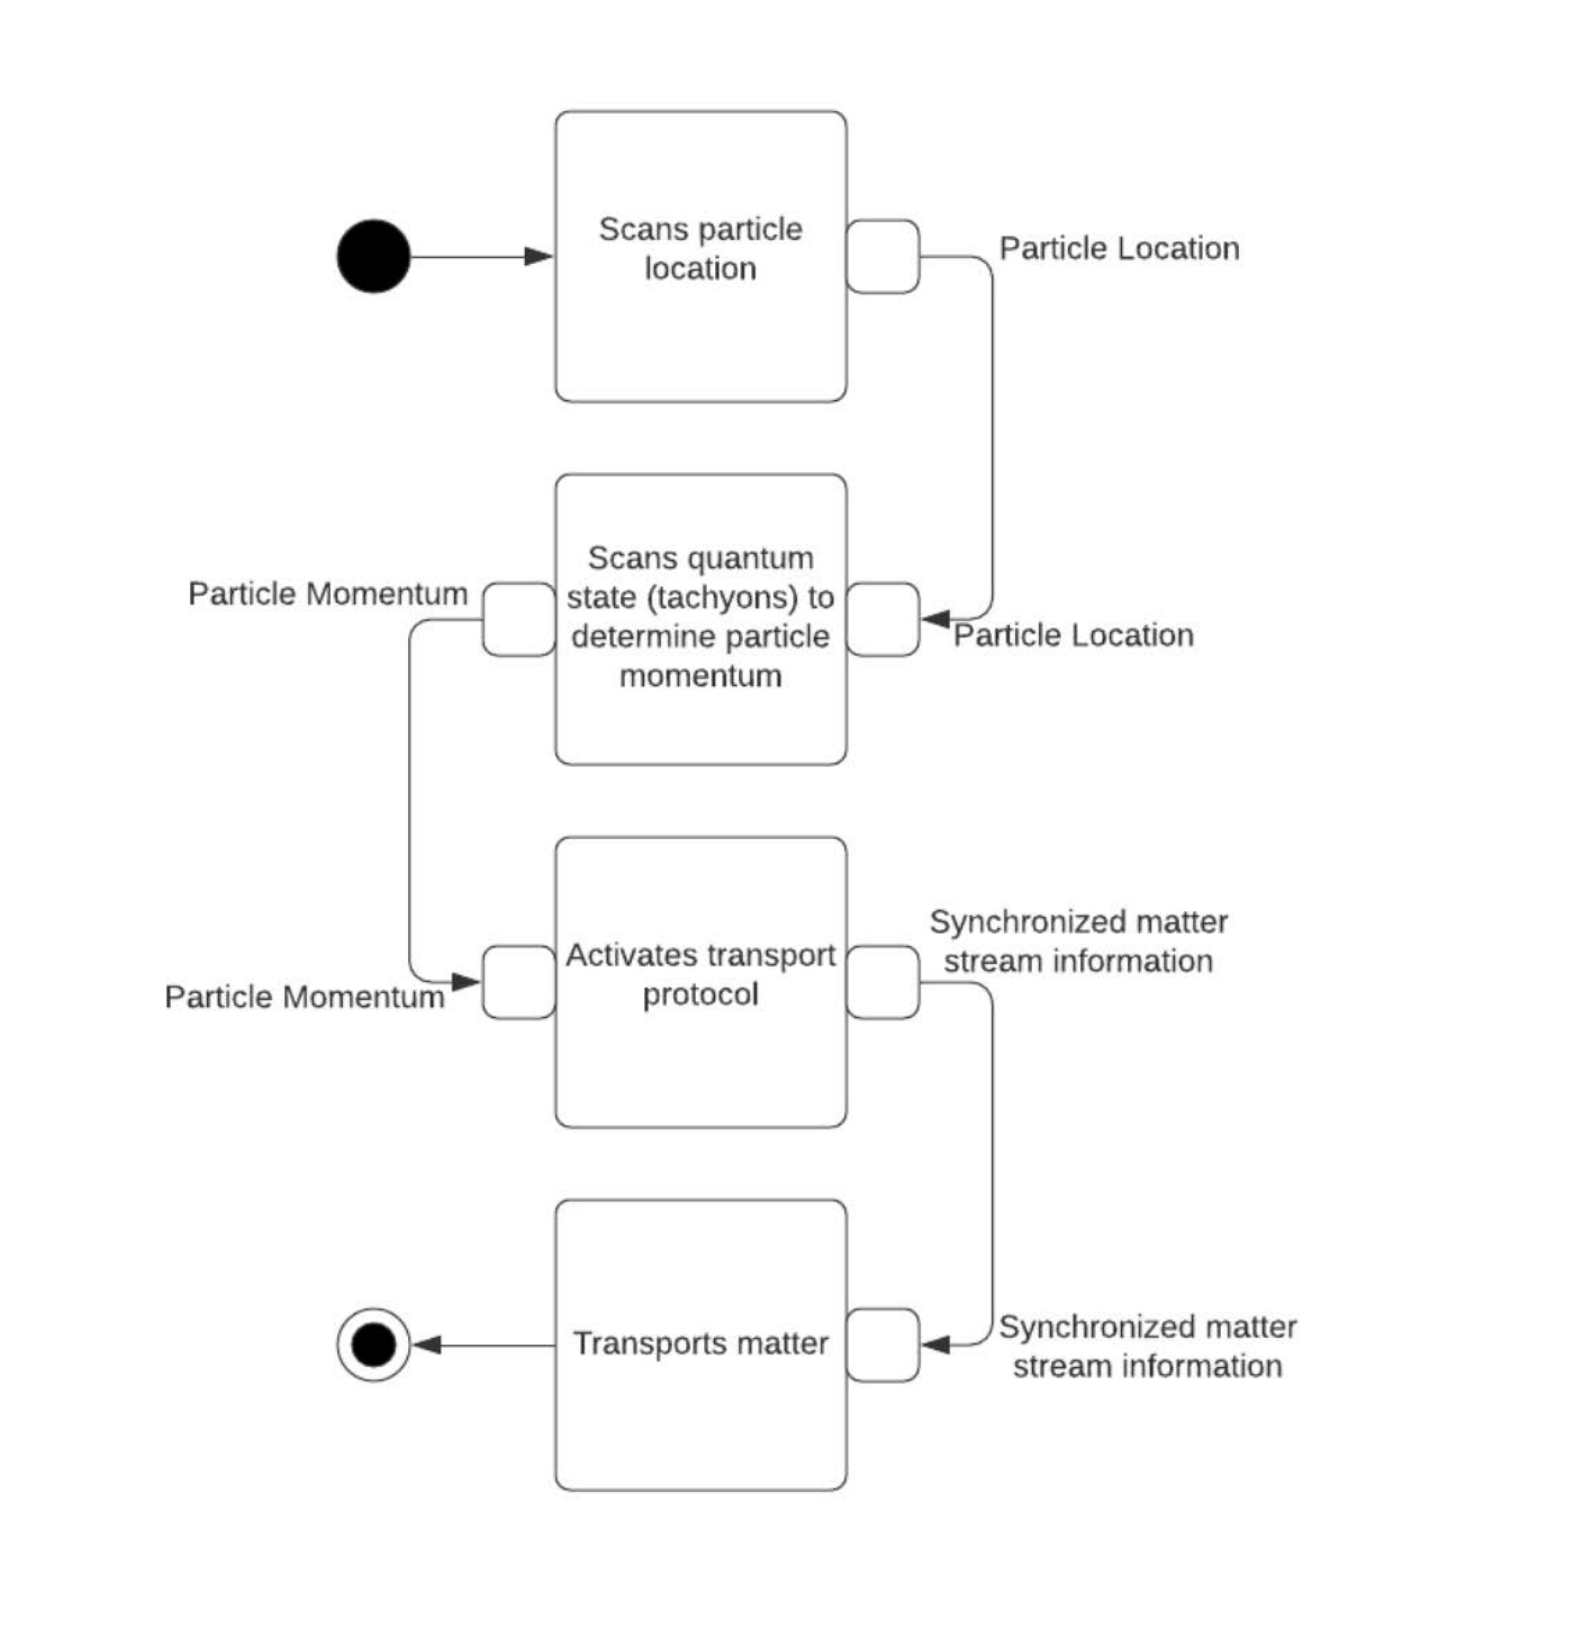 Scans particle
location
Particle Location
Scans quantum
state (tachyons) to
determine particle
momentum
Particle Momentum
Particle Location
Activates transport
protocol
Particle Momentum
Synchronized matter
stream information
Transports matter
Synchronized matter
stream information